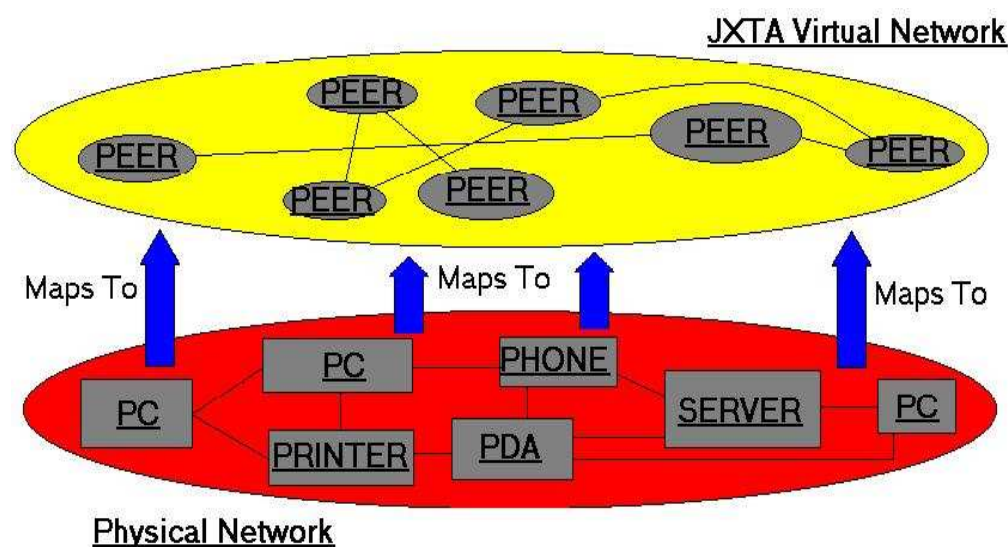 JXTA Virtual Network
PEER
PEER
PEER
PEER
PEER
PEER
PEER
Maps To
Maps To
Maps To
PC
PHONE
PC
SERVER
PC
PRINTER
PDA
Physical Network